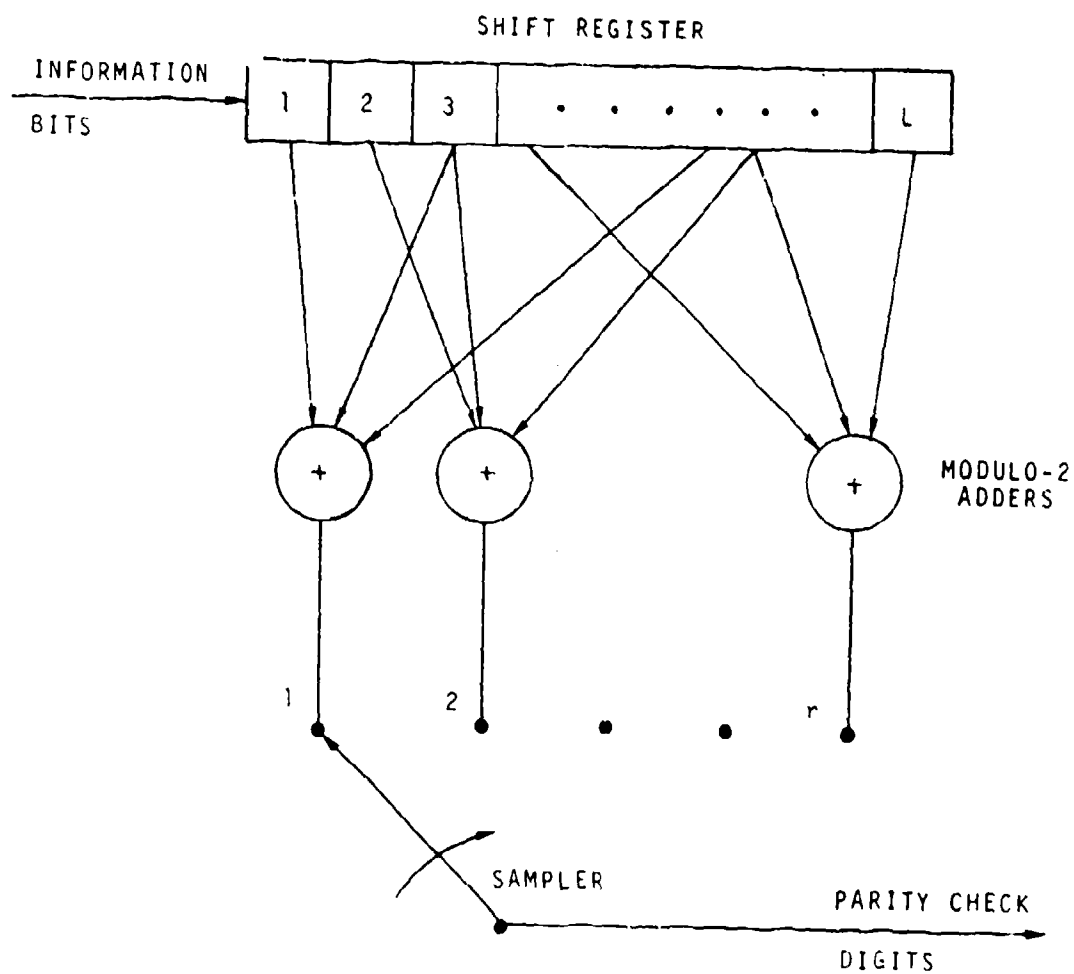 SHIFT REGISTER
INFORMATION
BITS
1 2 3 . . . . . . L
+ + +
MODULO-2
ADDERS
1 2 r
SAMPLER
PARITY CHECK
DIGITS